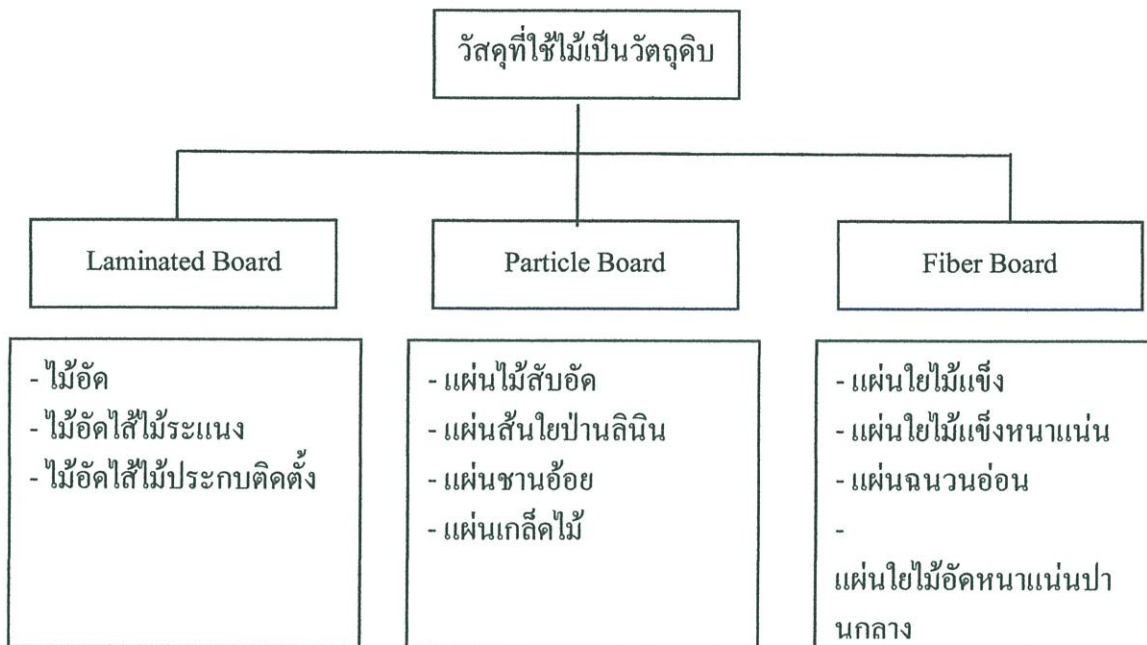 วัสดุที่ใช้ไม้เป็นวัตถุดิบ
Laminated Board
Particle Board
Fiber Board
- ไม้อัด
- ไม้อัดไส้ไม้ระแนง
- ไม้อัดไส้ไม้ประกบติดตั้ง
- แผ่นไม้สับอัด
- แผ่นส้นใยป่านลินิน
- แผ่นชานอ้อย
- แผ่นเกล็ดไม้
- แผ่นใยไม้แข็ง
- แผ่นใยไม้แข็งหนาแน่น
- แผ่นฉนวนอ่อน
-
แผ่นใยไม้อัดหนาแน่นปา
นกลาง